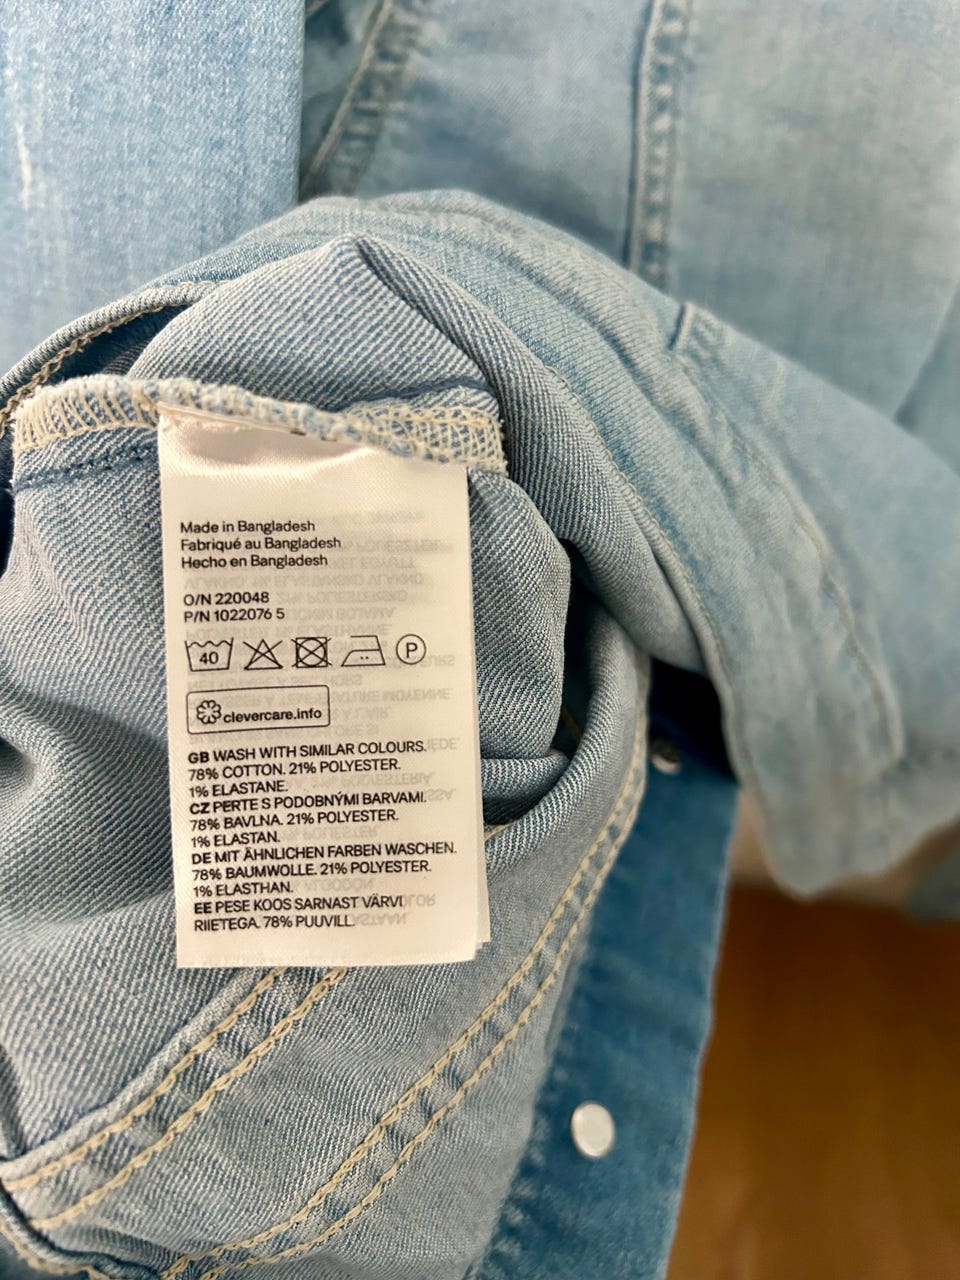 Made in Bangladesh
Fabriqué au Bangladesh
Hecho en Bangladesh
O/N 220048
P/N 1022076 5
40 P
clevercare.info
GB WASH WITH SIMILAR COLOURS.
78% COTTON. 21% POLYESTER.
1% ELASTANE.
CZ PERTE S PODOBNÝMI BARVAMI.
78% BAVLNA. 21% POLYESTER.
1% ELASTAN.
DE MIT ÄHNLICHEN FARBEN WASCHEN.
78% BAUMWOLLE. 21% POLYESTER.
1% ELASTHAN.
EE PESE KOOS SARNAST VÄRVI
RIIETEGA. 78% PUUVILL.